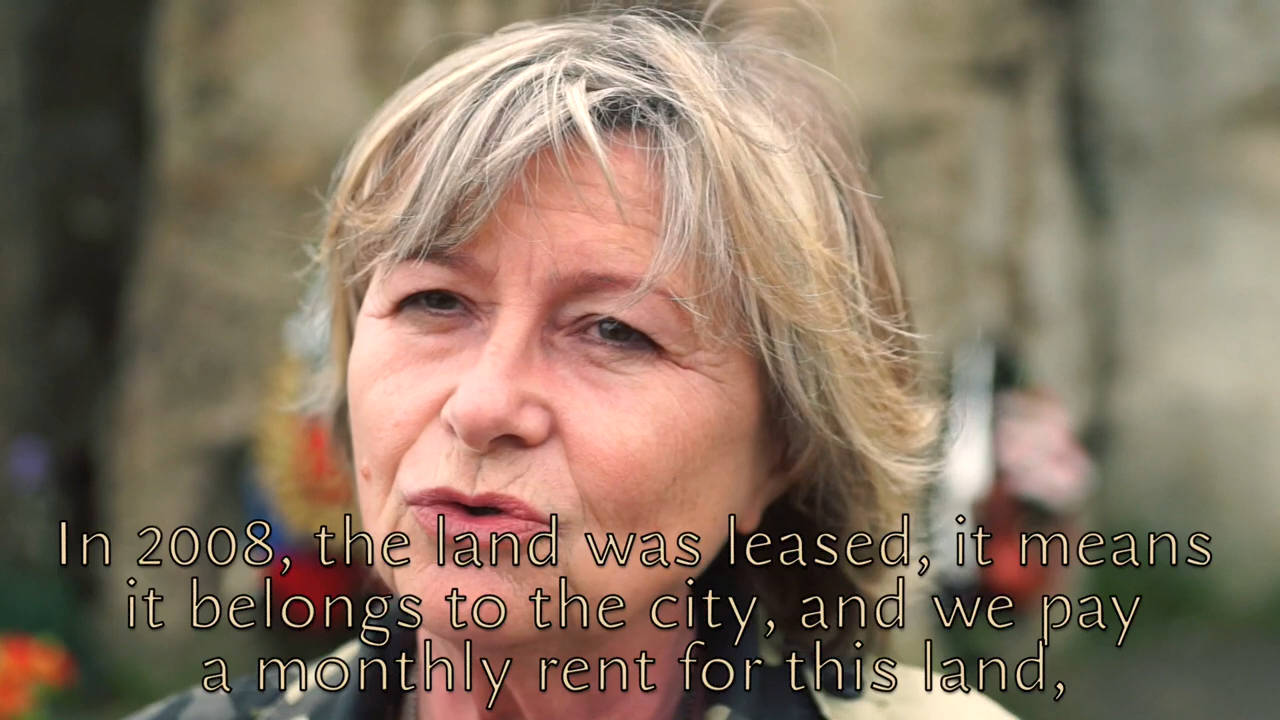 In 2008, the land was leased, it means
it belongs to the city, and we pay
a monthly rent for this land,